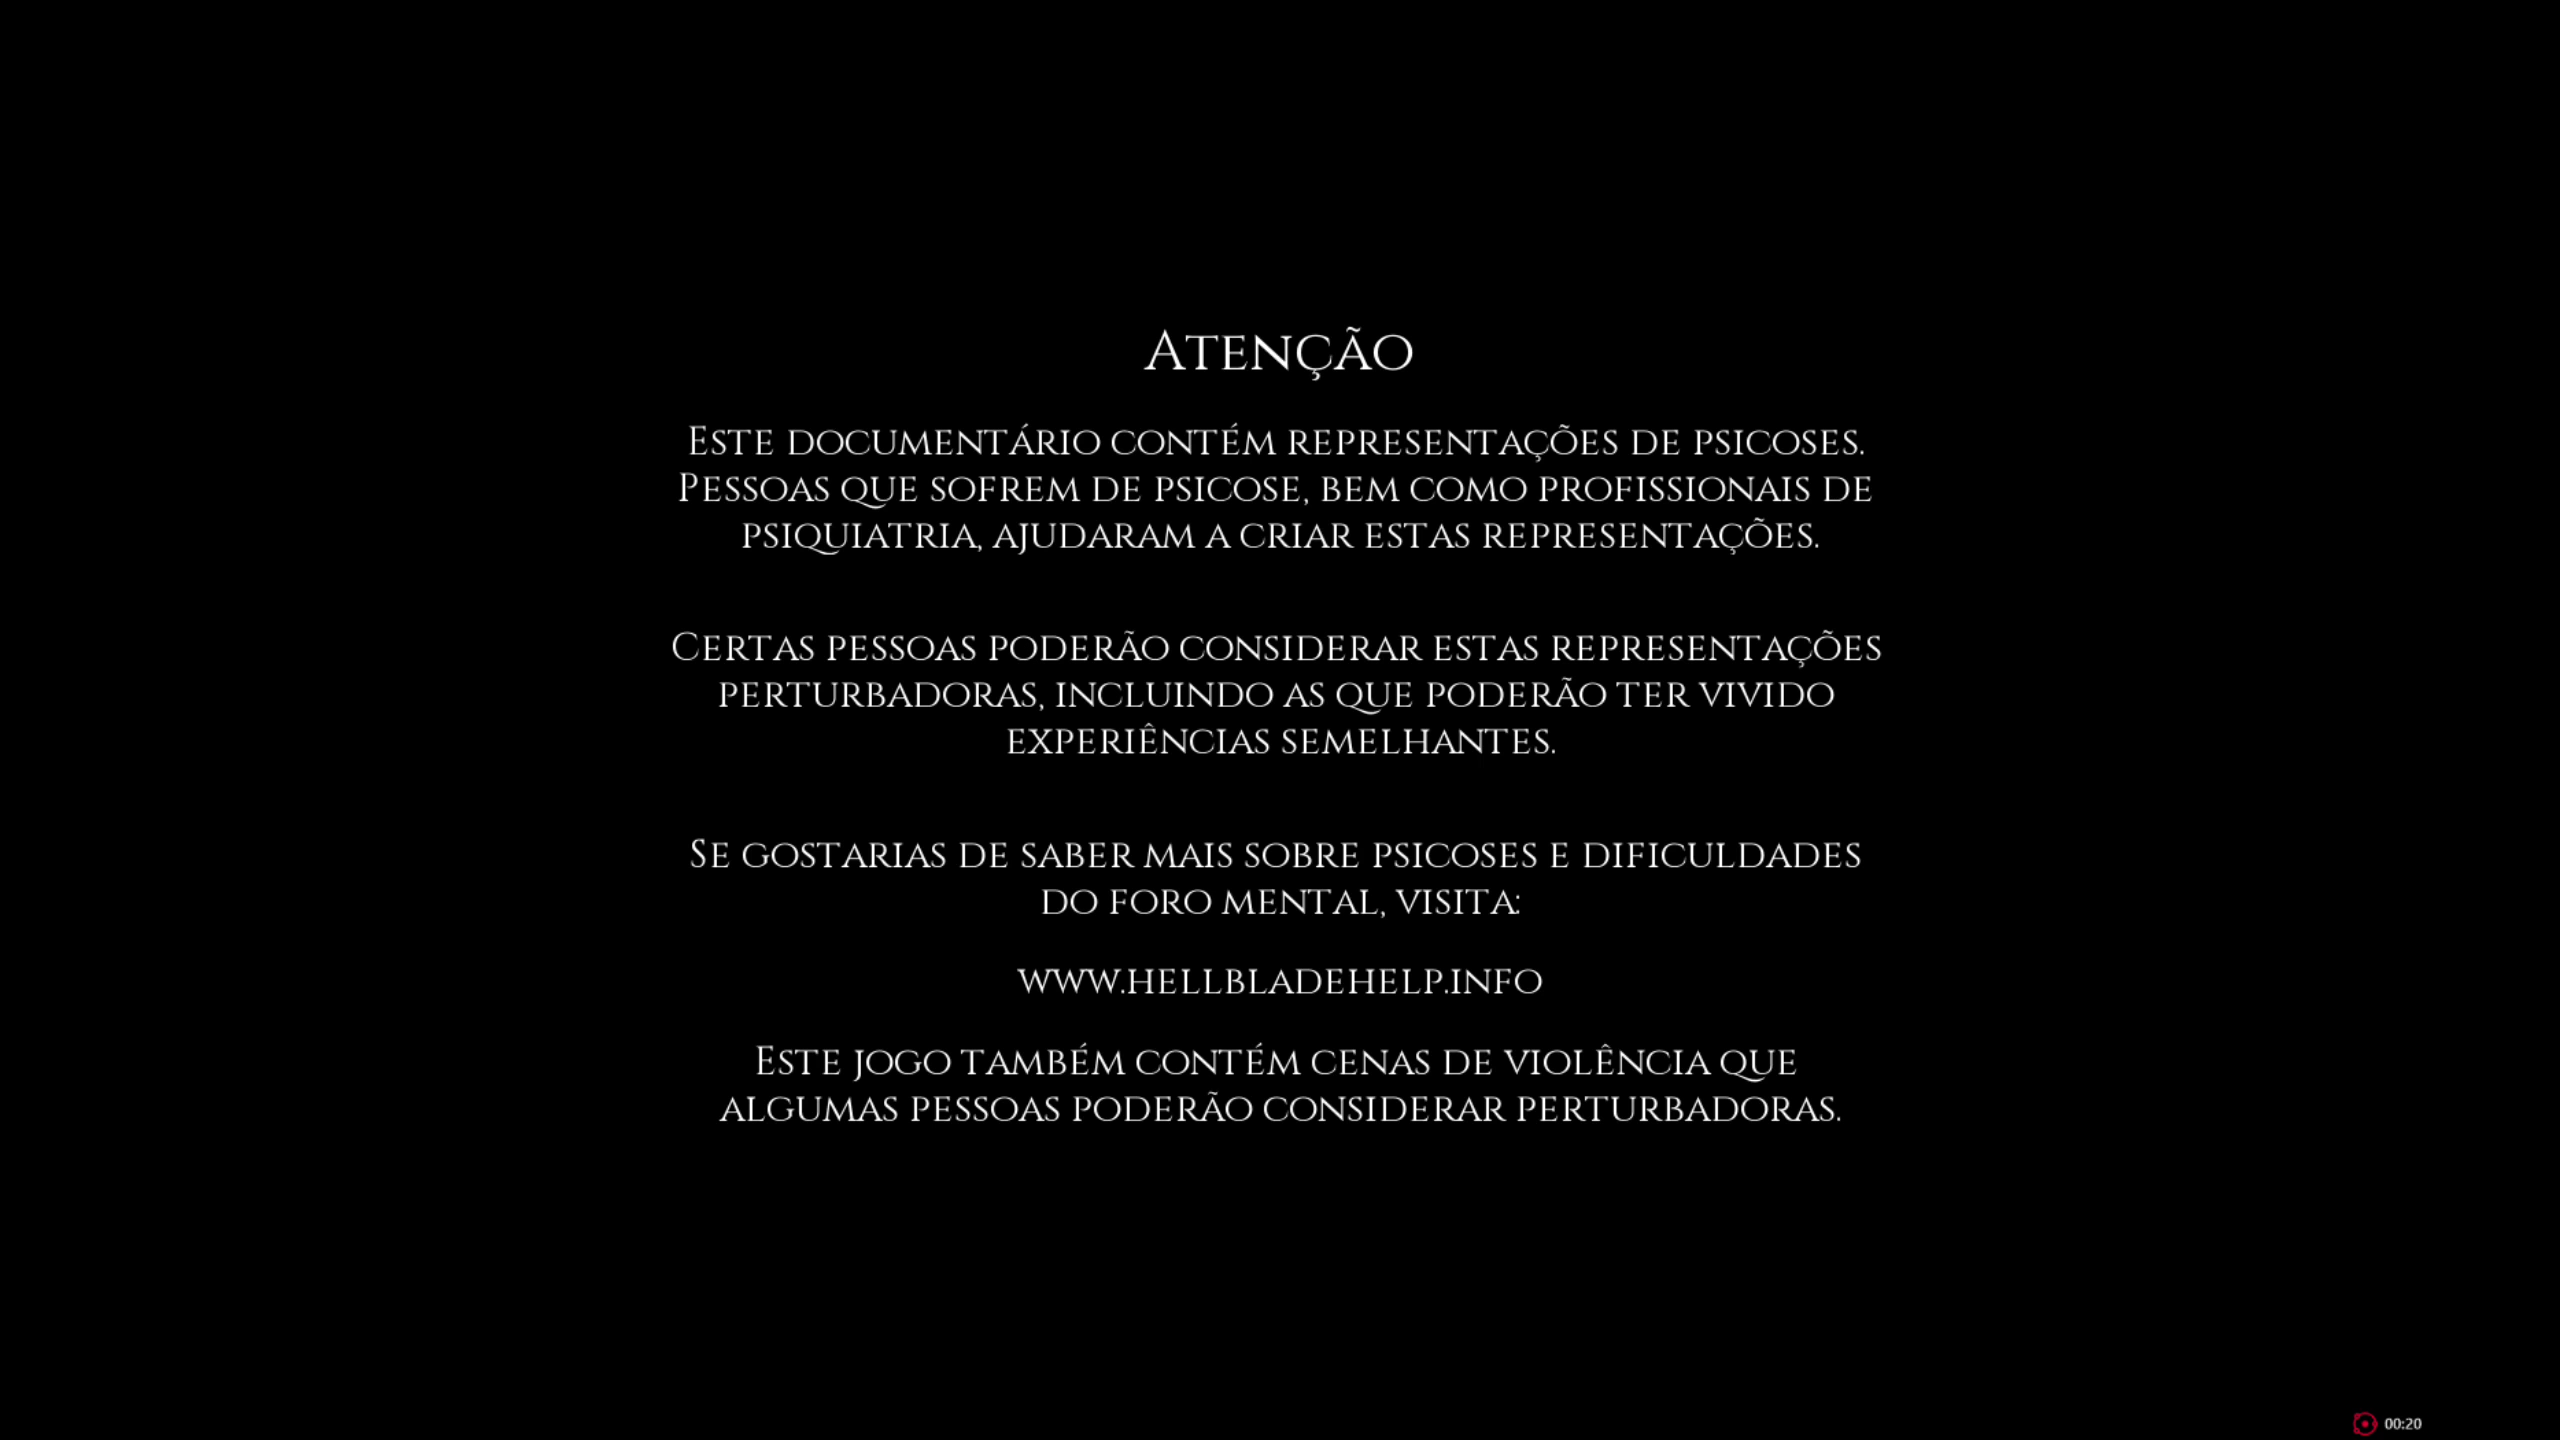 Atenção
Este documentário contém representações de psicoses.
Pessoas que sofrem de psicose, bem como profissionais de
psiquiatria, ajudaram a criar estas representações.
Certas pessoas poderão considerar estas representações
perturbadoras, incluindo as que poderão ter vivido
experiências semelhantes.
Se gostarias de saber mais sobre psicoses e dificuldades
do foro mental, visita:
www.hellbladehelp.info
Este jogo também contém cenas de violência que
algumas pessoas poderão considerar perturbadoras.
00:20